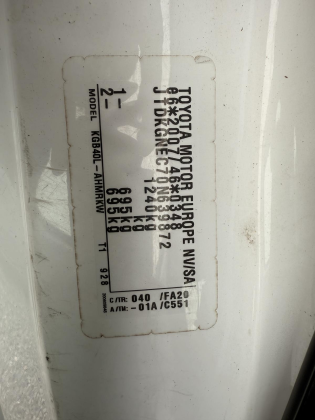 TOYOTA MOTOR EUROPE NV/SA
e6*2007/46*0348
JTDKGNEC70N639872
1240kg
kg
1- 695kg
2- 695kg
MODEL KGB40L-AHMRKW T1 928
C/TR: 040 /FA20
A/TM: -01A /C551